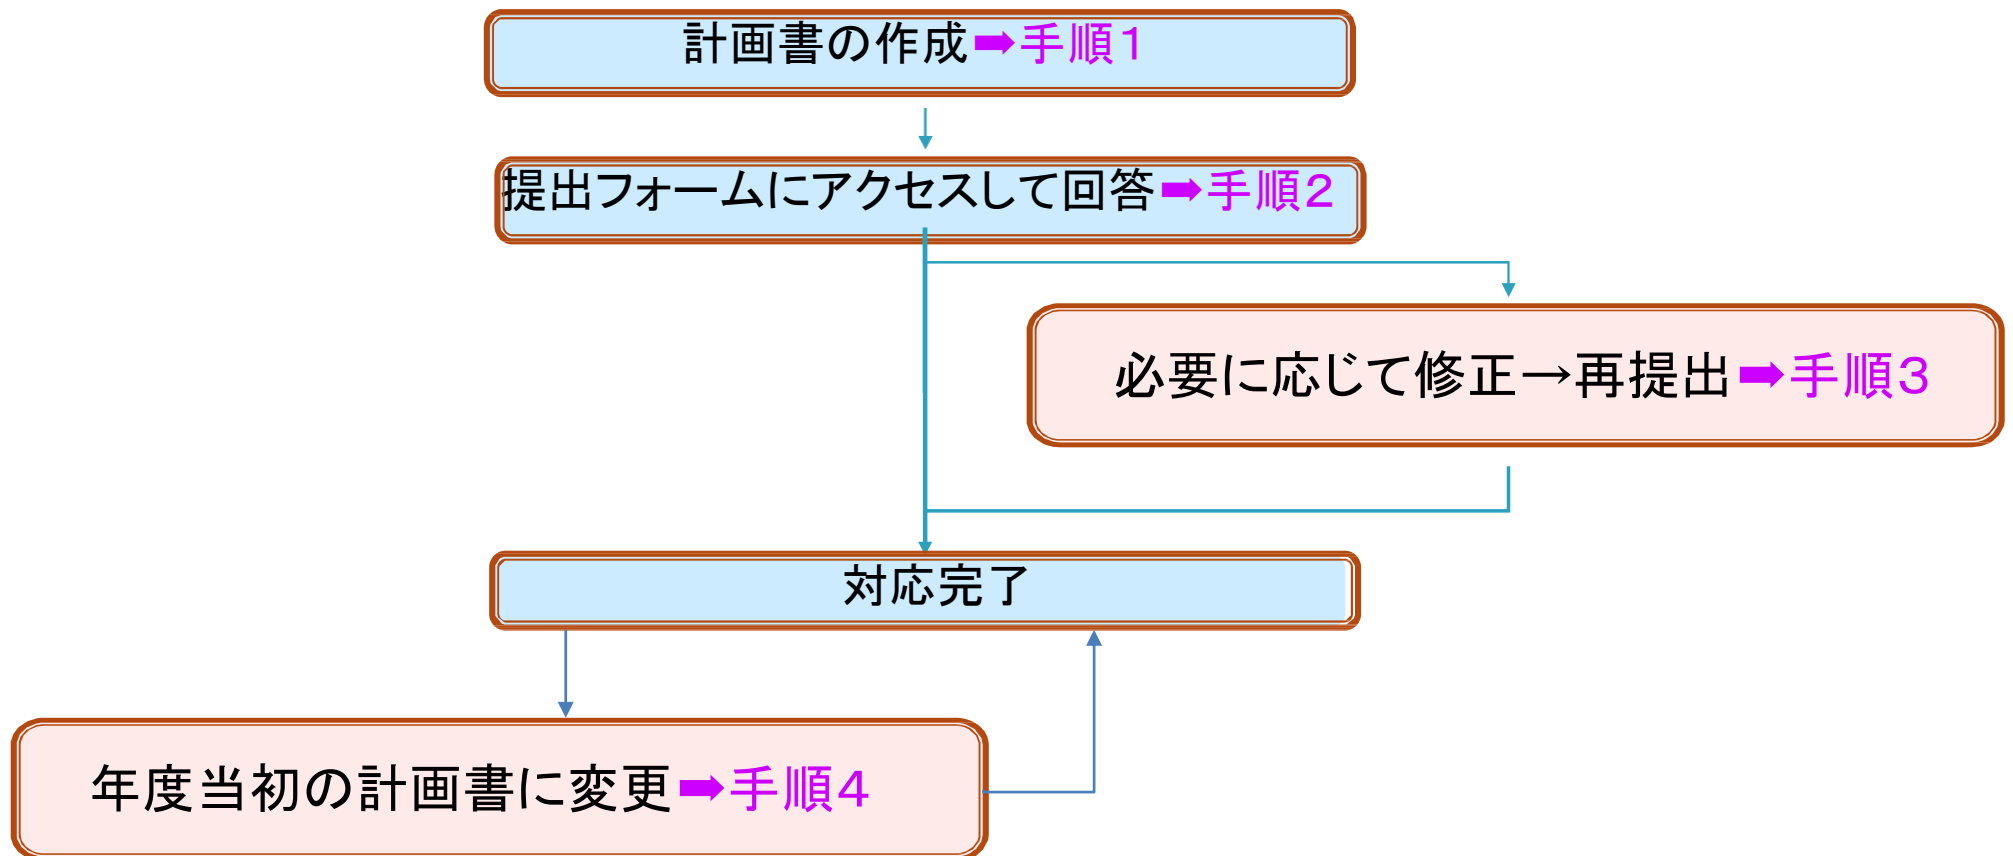 計画書の作成➡手順１
提出フォームにアクセスして回答➡手順２
必要に応じて修正→再提出➡手順３
対応完了
年度当初の計画書に変更➡手順４